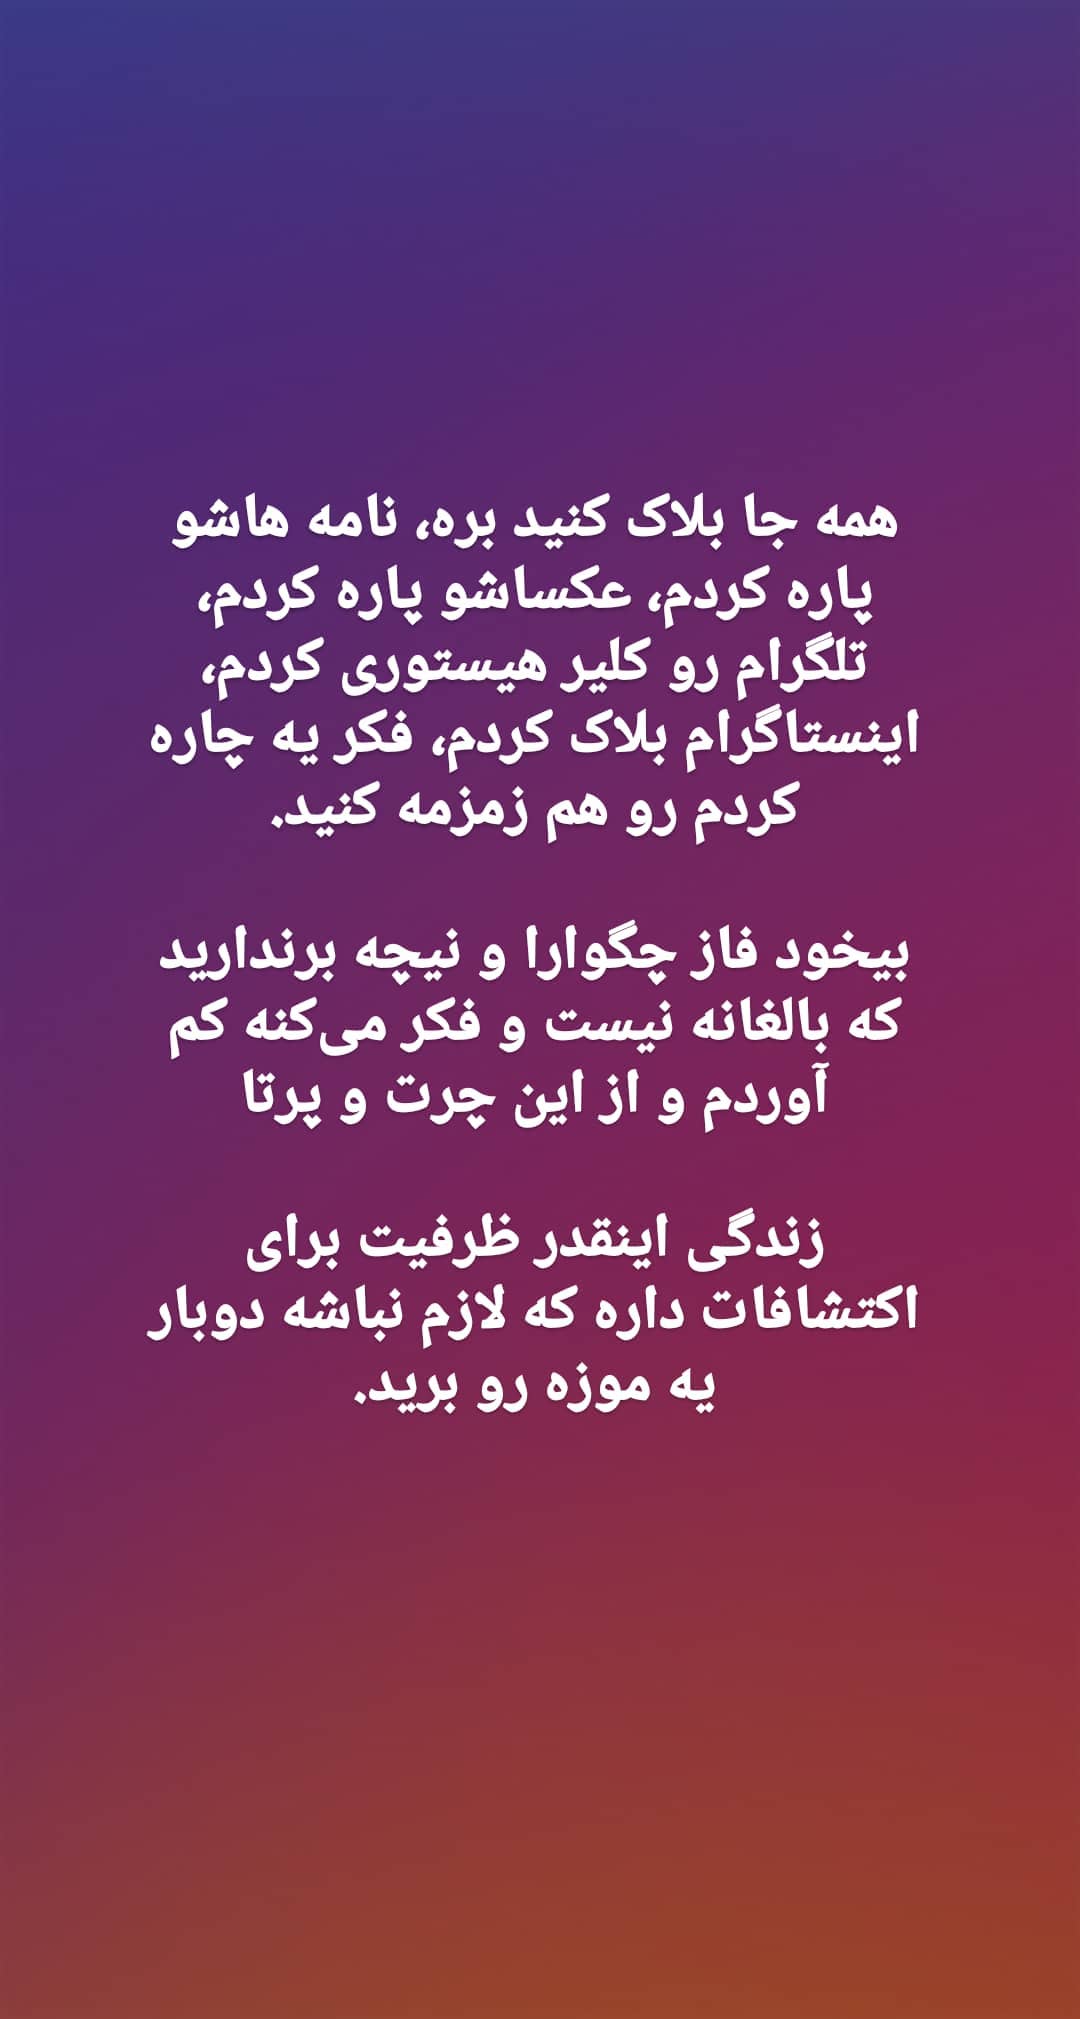 همه جا بلاک کنید بره، نامه هاشو
پاره کردم، عکساشو پاره کردم،
تلگرام رو کلیر هیستوری کردم،
اینستاگرام بلاک کردم، فکر یه چاره
کردم رو هم زمزمه کنید.
بیخود فاز چگوارا و نیچه برندارید
که بالغانه نیست و فکر می‌کنه کم
آوردم و از این چرت و پرتا
زندگی اینقدر ظرفیت برای
اکتشافات داره که لازم نباشه دوبار
یه موزه رو برید.